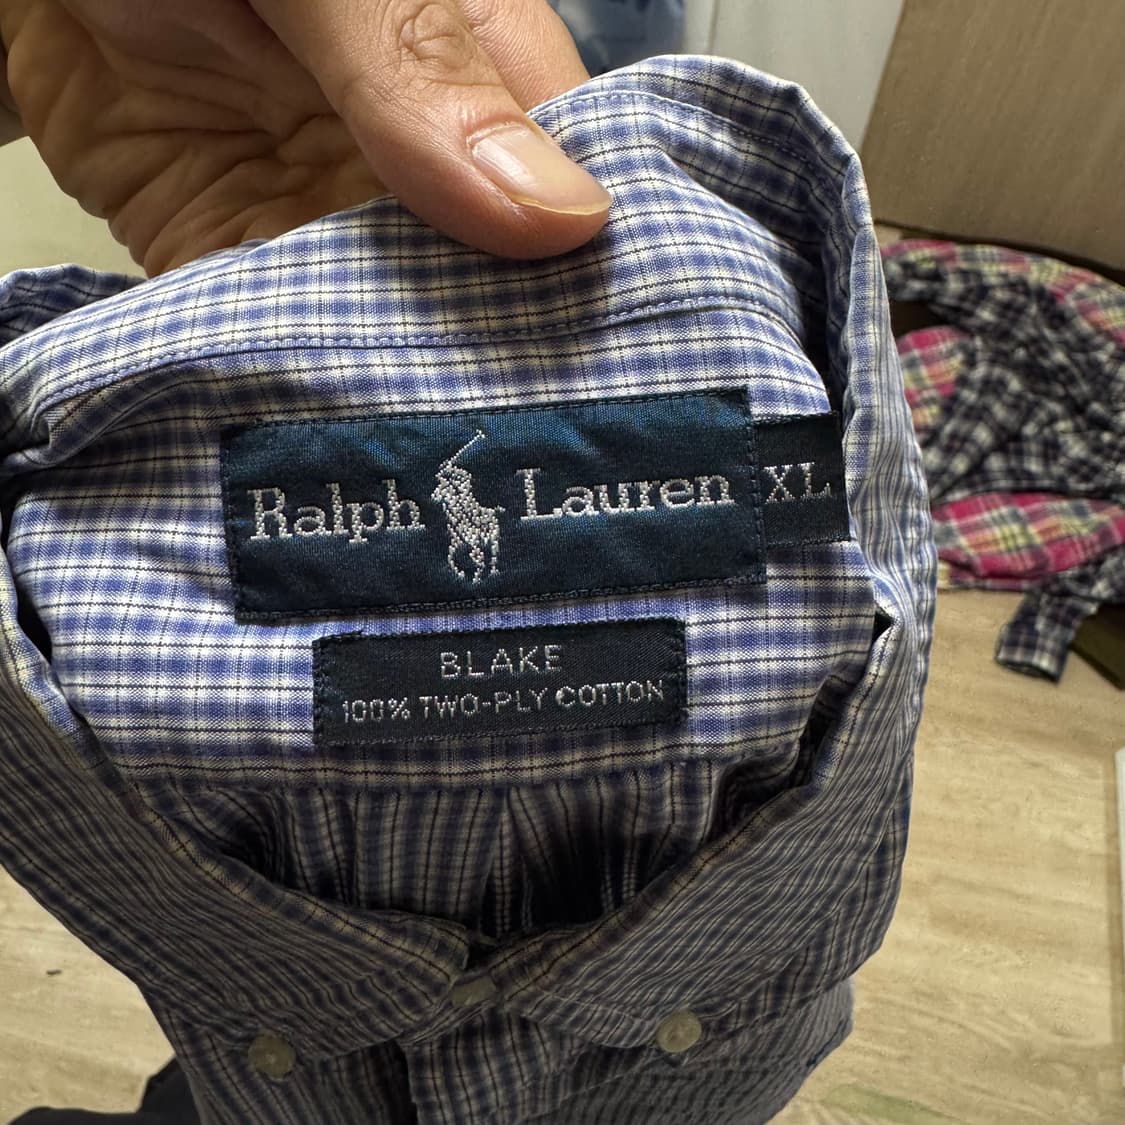 Ralph Lauren XL
BLAKE
100% TWO-PLY COTTON